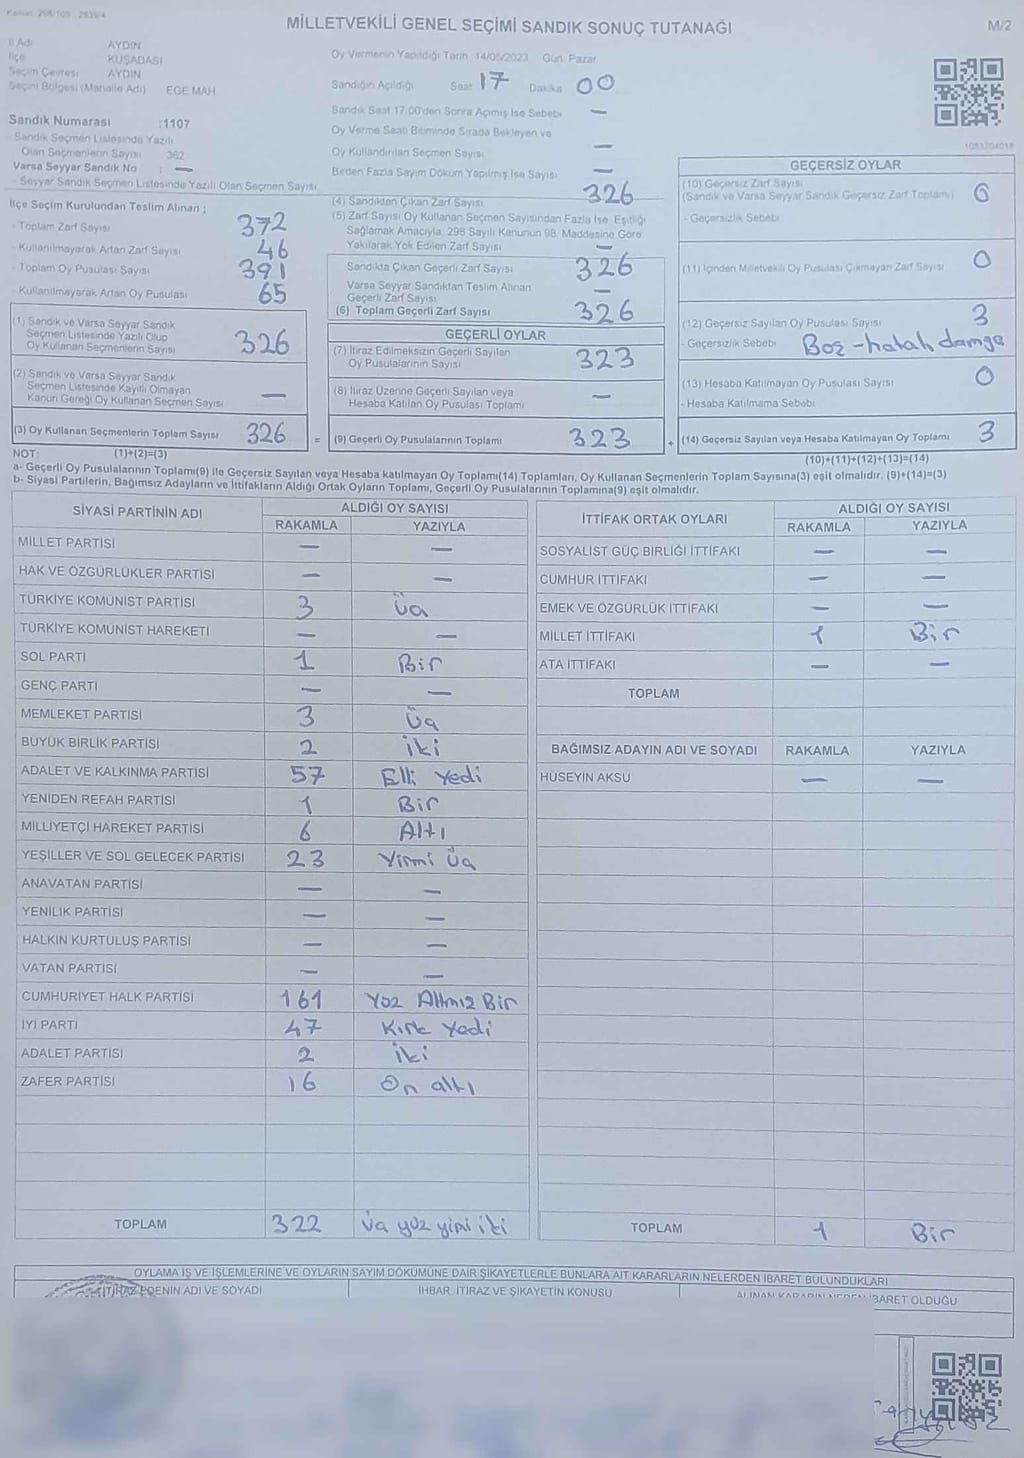 Kanun: 298/105 2839/4
MİLLETVEKİLİ GENEL SEÇİMİ SANDIK SONUÇ TUTANAĞI
M/2
İl Adı AYDIN
İlçe KUŞADASI
Seçim Çevresi AYDIN
Seçim Bölgesi (Mahalle Adı) EGE MAH
Sandık Numarası :1107
- Sandık Seçmen Listesinde Yazılı
Olan Seçmenlerin Sayısı 362
Varsa Seyyar Sandık No : —
- Seyyar Sandık Seçmen Listesinde Yazılı Olan Seçmen Sayısı
İlçe Seçim Kurulundan Teslim Alınan ;
- Toplam Zarf Sayısı 372
- Kullanılmayarak Artan Zarf Sayısı 46
- Toplam Oy Pusulası Sayısı 391
- Kullanılmayarak Artan Oy Pusulası 65
(1) Sandık ve Varsa Seyyar Sandık
Seçmen Listesinde Yazılı Olup
Oy Kullanan Seçmenlerin Sayısı 326
(2) Sandık ve Varsa Seyyar Sandık
Seçmen Listesinde Kayıtlı Olmayan
Kanun Gereği Oy Kullanan Seçmen Sayısı —
(3) Oy Kullanan Seçmenlerin Toplam Sayısı 326
Oy Vermenin Yapıldığı Tarih :14/05/2023 Gün: Pazar
Sandığın Açıldığı Saat 17 Dakika 00
Sandık Saat 17:00'den Sonra Açımış İse Sebebi —
Oy Verme Saati Bitiminde Sırada Bekleyen ve
Oy Kullandırılan Seçmen Sayısı —
Birden Fazla Sayım Döküm Yapılmış İse Sayısı —
(4) Sandıktan Çıkan Zarf Sayısı 326
(5) Zarf Sayısı Oy Kullanan Seçmen Sayısından Fazla İse, Eşitliği
Sağlamak Amacıyla, 298 Sayılı Kanunun 98. Maddesine Göre
Yakılarak Yok Edilen Zarf Sayısı —
Sandıkta Çıkan Geçerli Zarf Sayısı 326
Varsa Seyyar Sandıktan Teslim Alınan
Geçerli Zarf Sayısı —
(6) Toplam Geçerli Zarf Sayısı 326
GEÇERLİ OYLAR
(7) İtiraz Edilmeksizin Geçerli Sayılan
Oy Pusulalarının Sayısı 323
(8) İtiraz Üzerine Geçerli Sayılan veya
Hesaba Katılan Oy Pusulası Toplamı —
= (9) Geçerli Oy Pusulalarının Toplamı 323
1093704018
GEÇERSİZ OYLAR
(10) Geçersiz Zarf Sayısı
(Sandık ve Varsa Seyyar Sandık Geçersiz Zarf Toplamı) 0
- Geçersizlik Sebebi
(11) İçinden Milletvekili Oy Pusulası Çıkmayan Zarf Sayısı 0
(12) Geçersiz Sayılan Oy Pusulası Sayısı 3
- Geçersizlik Sebebi Boş-hatalı damga
(13) Hesaba Katılmayan Oy Pusulası Sayısı 0
- Hesaba Katılmama Sebebi
+ (14) Geçersiz Sayılan veya Hesaba Katılmayan Oy Toplamı 3
NOT: (1)+(2)=(3)
(10)+(11)+(12)+(13)=(14)
a- Geçerli Oy Pusulalarının Toplamı(9) ile Geçersiz Sayılan veya Hesaba katılmayan Oy Toplamı(14) Toplamları, Oy Kullanan Seçmenlerin Toplam Sayısına(3) eşit olmalıdır. (9)+(14)=(3)
b- Siyasi Partilerin, Bağımsız Adayların ve İttifakların Aldığı Ortak Oyların Toplamı, Geçerli Oy Pusulalarının Toplamına(9) eşit olmalıdır.
SİYASİ PARTİNİN ADI ALDIĞI OY SAYISI
RAKAMLA YAZIYLA
MİLLET PARTİSİ — —
HAK VE ÖZGÜRLÜKLER PARTİSİ — —
TÜRKİYE KOMÜNİST PARTİSİ 3 Üç
TÜRKİYE KOMÜNİST HAREKETİ — —
SOL PARTİ 1 Bir
GENÇ PARTİ — —
MEMLEKET PARTİSİ 3 Üç
BÜYÜK BİRLİK PARTİSİ 2 İki
ADALET VE KALKINMA PARTİSİ 57 Elli Yedi
YENİDEN REFAH PARTİSİ 1 Bir
MİLLİYETÇİ HAREKET PARTİSİ 6 Altı
YEŞİLLER VE SOL GELECEK PARTİSİ 23 Yirmi Üç
ANAVATAN PARTİSİ — —
YENİLİK PARTİSİ — —
HALKIN KURTULUŞ PARTİSİ — —
VATAN PARTİSİ — —
CUMHURİYET HALK PARTİSİ 161 Yüz Altmış Bir
İYİ PARTİ 47 Kırk Yedi
ADALET PARTİSİ 2 İki
ZAFER PARTİSİ 16 On altı
TOPLAM 322 Üç yüz yirmi iki
İTTİFAK ORTAK OYLARI ALDIĞI OY SAYISI
RAKAMLA YAZIYLA
SOSYALİST GÜÇ BİRLİĞİ İTTİFAKI — —
CUMHUR İTTİFAKI — —
EMEK VE ÖZGÜRLÜK İTTİFAKI — —
MİLLET İTTİFAKI 1 Bir
ATA İTTİFAKI — —
TOPLAM
BAĞIMSIZ ADAYIN ADI VE SOYADI RAKAMLA YAZIYLA
HÜSEYİN AKSU — —
TOPLAM 1 Bir
OYLAMA İŞ VE İŞLEMLERİNE VE OYLARIN SAYIM DÖKÜMÜNE DAİR ŞİKAYETLERLE BUNLARA AİT KARARLARIN NELERDEN İBARET BULUNDUKLARI
İTİRAZ EDENİN ADI VE SOYADI İHBAR, İTİRAZ VE ŞİKAYETİN KONUSU ALINAN KARARIN NEDEN İBARET OLDUĞU